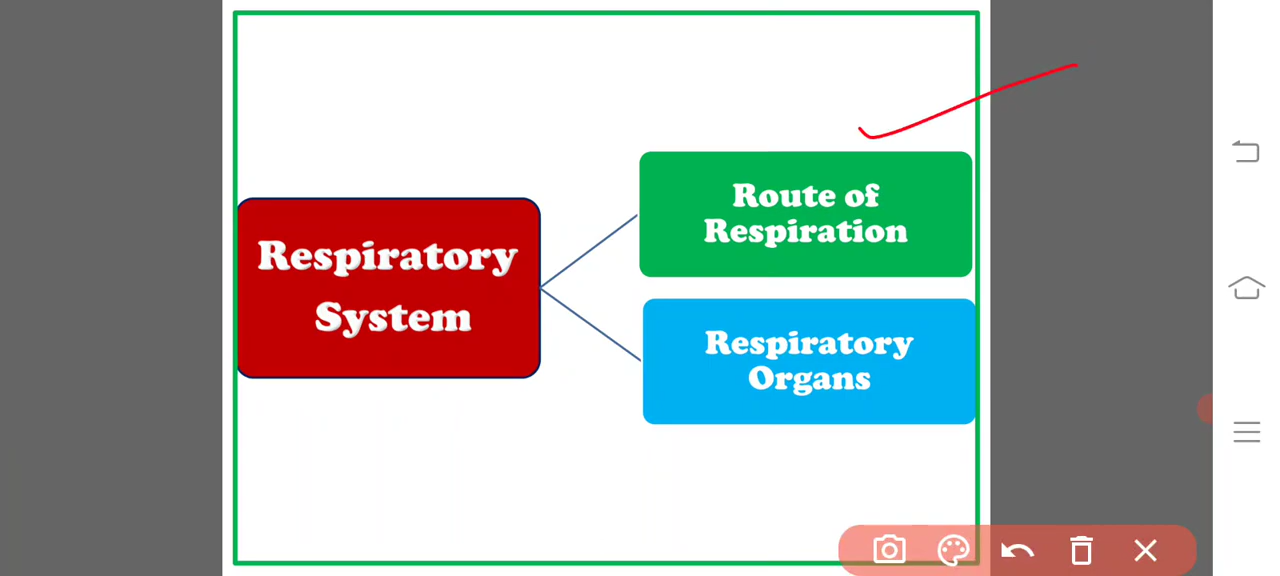 Respiratory
System
Route of
Respiration
Respiratory
Organs